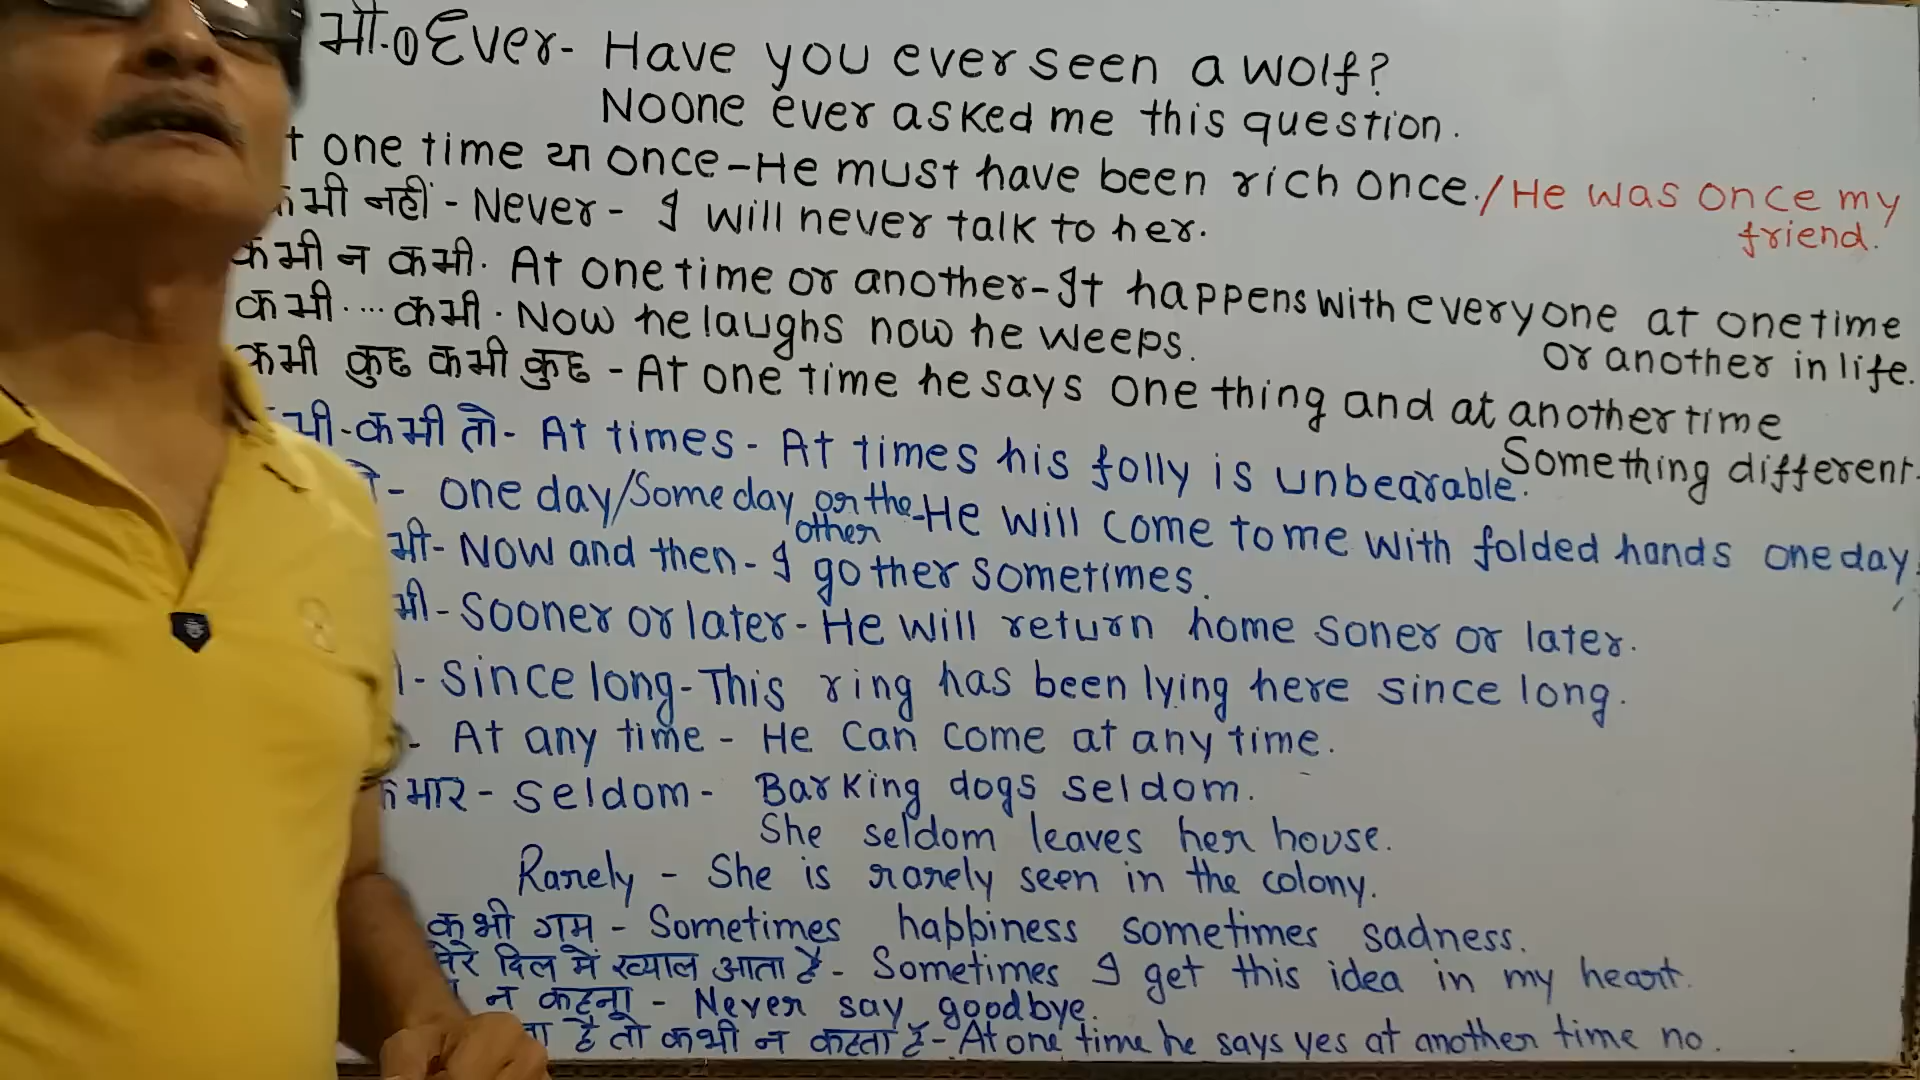 भी.① Ever- Have you ever seen a wolf?
Noone ever asked me this question.
t one time या once-He must have been rich once./He was once my friend.
कभी नहीं - Never - I will never talk to her.
कभी न कभी. At one time or another-It happens with everyone at one time or another in life.
कभी....कभी. Now he laughs now he weeps.
कभी कुछ कभी कुछ - At one time he says one thing and at another time Something different.
भी-कभी तो- At times - At times his folly is unbearable.
- one day/Some day or the other-He will come to me with folded hands one day.
भी- Now and then - I go ther sometimes.
भी- Sooner or later - He will return home soner or later.
- Since long-This ring has been lying here since long.
- At any time - He can come at any time.
कभार - Seldom - Barking dogs seldom.
She seldom leaves her house.
Rarely - She is rarely seen in the colony.
कभी गम - Sometimes happiness sometimes sadness.
मेरे दिल में ख्याल आता है - Sometimes I get this idea in my heart.
न कहना - Never say goodbye.
ता है तो कभी न कहता है - At one time he says yes at another time no.